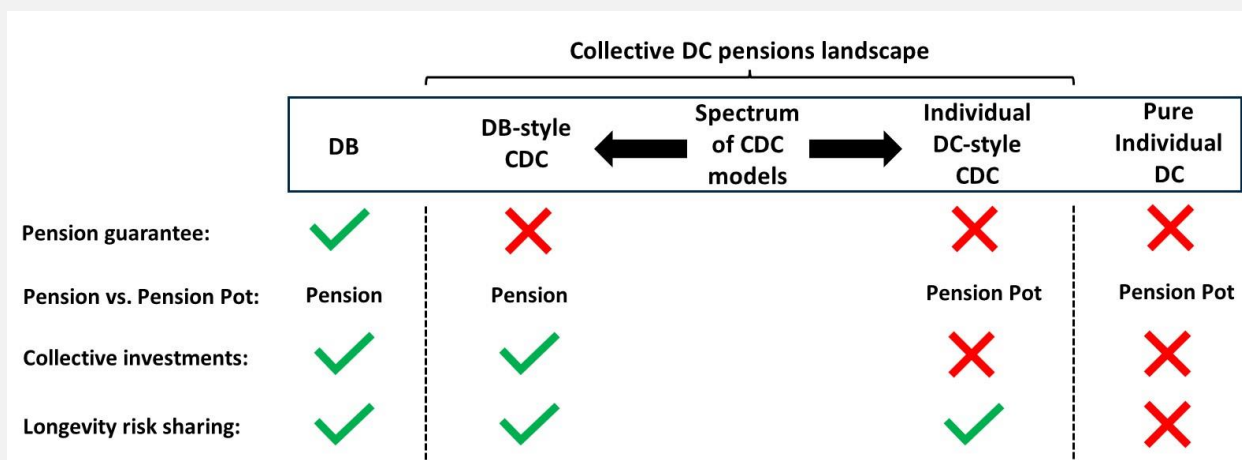 Collective DC pensions landscape
DB
DB-style
CDC
Spectrum
of CDC
models
Individual
DC-style
CDC
Pure
Individual
DC
Pension guarantee:
Pension vs. Pension Pot: Pension Pension Pension Pot Pension Pot
Collective investments:
Longevity risk sharing: